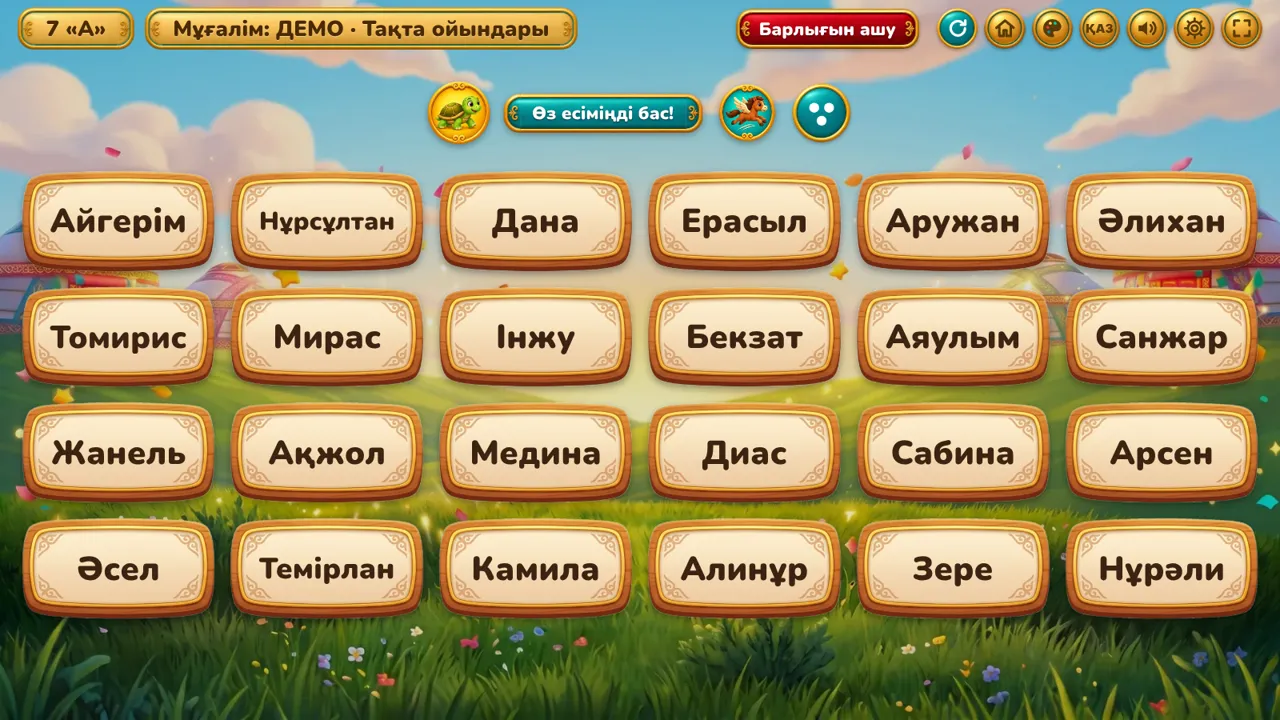 7 «А» Мұғалім: ДЕМО · Тақта ойындары Барлығын ашу ҚАЗ
Өз есіміңді бас!
Айгерім Нұрсұлтан Дана Ерасыл Аружан Әлихан
Томирис Мирас Інжу Бекзат Аяулым Санжар
Жанель Ақжол Медина Диас Сабина Арсен
Әсел Темірлан Камила Алинұр Зере Нұрәли